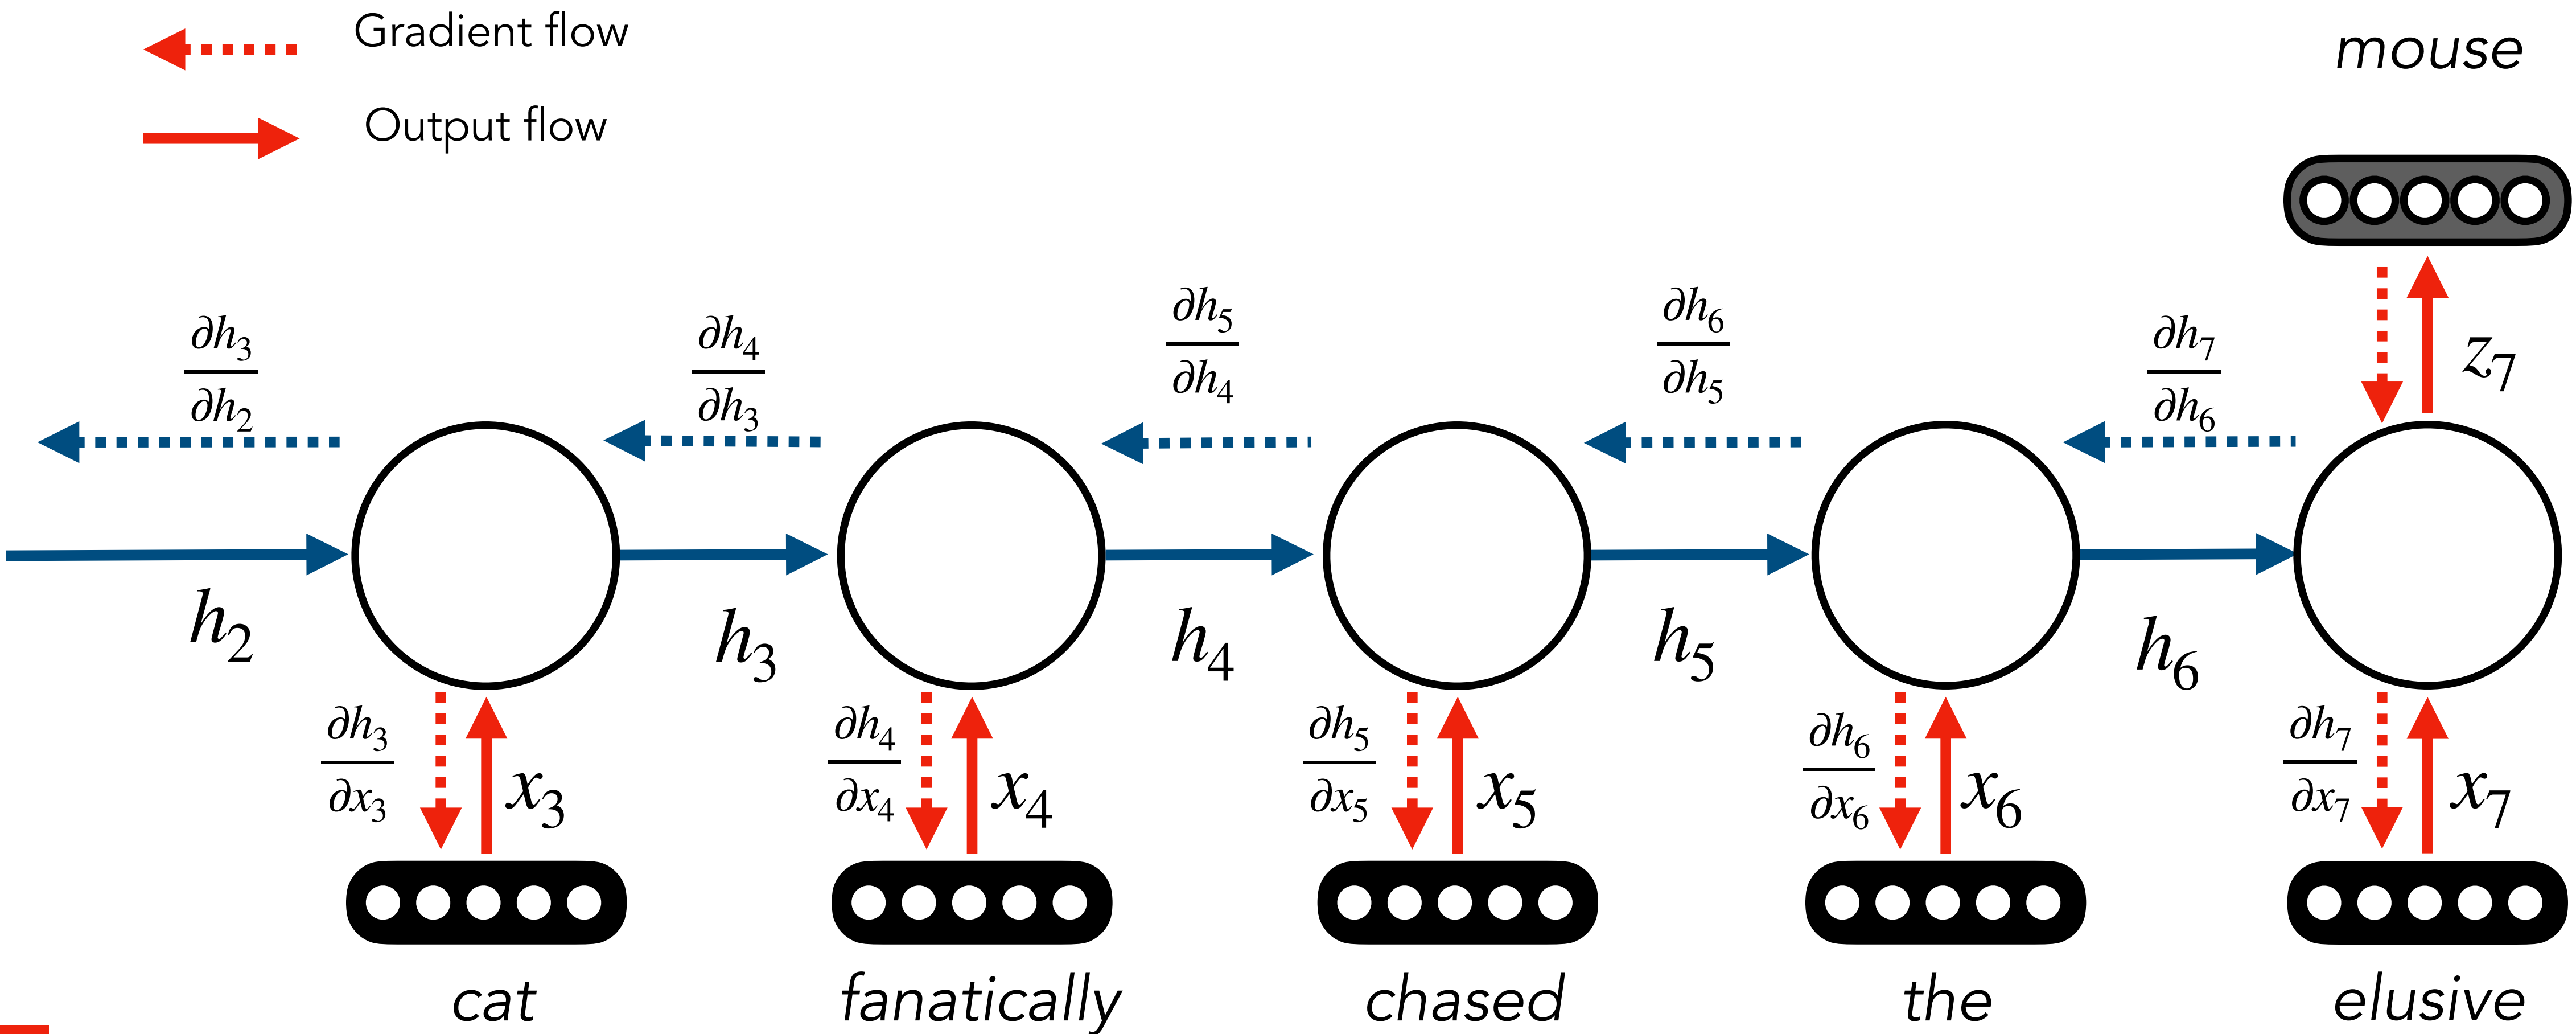 Gradient flow
Output flow
mouse
∂h₃/∂h₂
∂h₄/∂h₃
∂h₅/∂h₄
∂h₆/∂h₅
∂h₇/∂h₆
z₇
h₂
h₃
h₄
h₅
h₆
∂h₃/∂x₃
x₃
∂h₄/∂x₄
x₄
∂h₅/∂x₅
x₅
∂h₆/∂x₆
x₆
∂h₇/∂x₇
x₇
cat
fanatically
chased
the
elusive